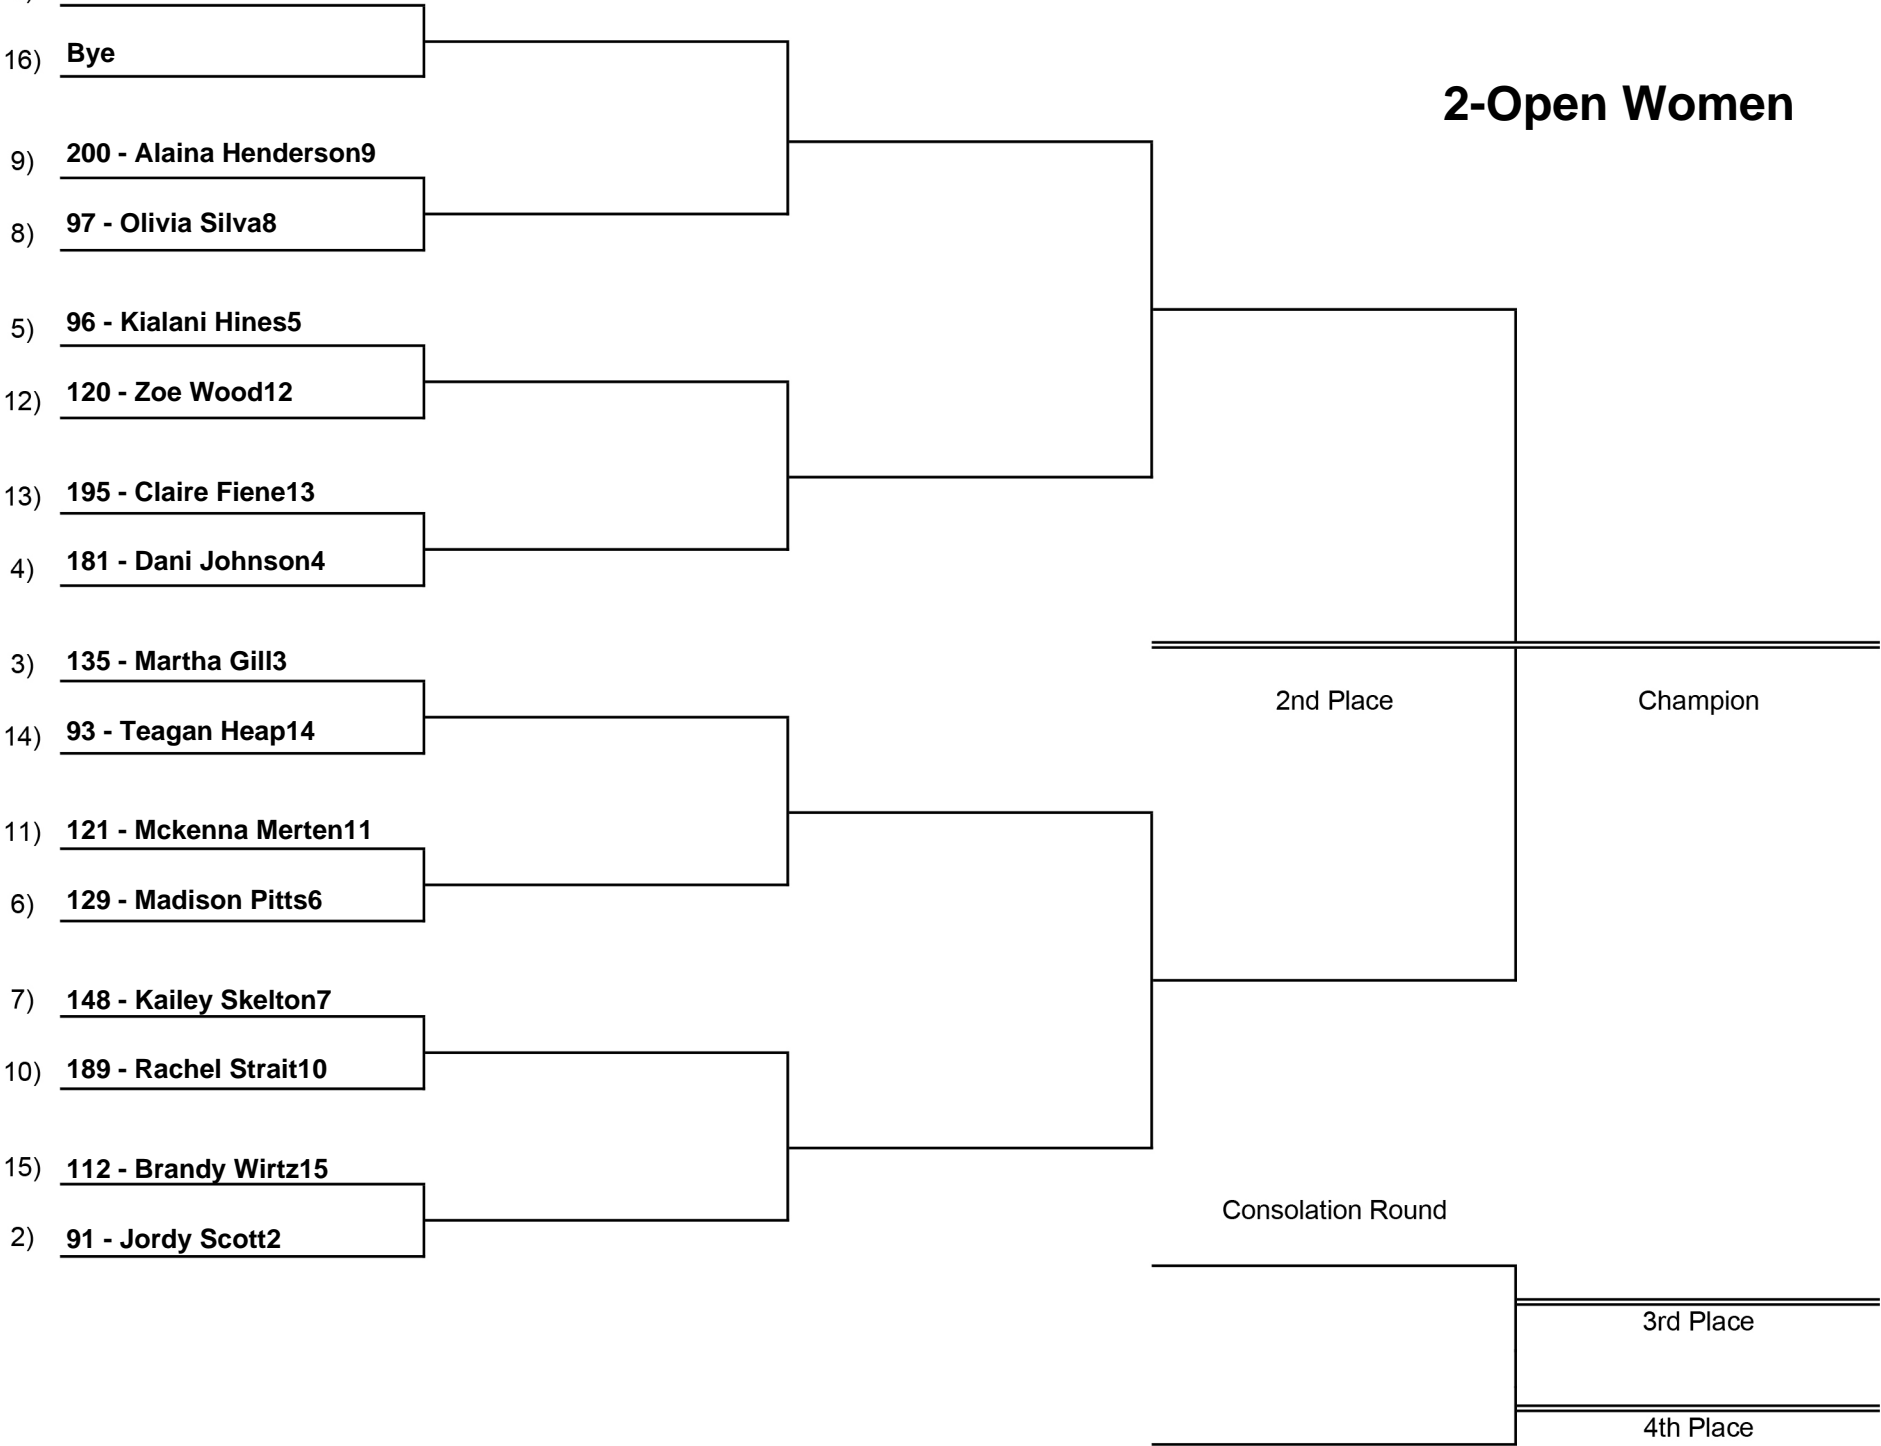 16) Bye
2-Open Women
9) 200 - Alaina Henderson9
8) 97 - Olivia Silva8
5) 96 - Kialani Hines5
12) 120 - Zoe Wood12
13) 195 - Claire Fiene13
4) 181 - Dani Johnson4
3) 135 - Martha Gill3
2nd Place
Champion
14) 93 - Teagan Heap14
11) 121 - Mckenna Merten11
6) 129 - Madison Pitts6
7) 148 - Kailey Skelton7
10) 189 - Rachel Strait10
15) 112 - Brandy Wirtz15
Consolation Round
2) 91 - Jordy Scott2
3rd Place
4th Place